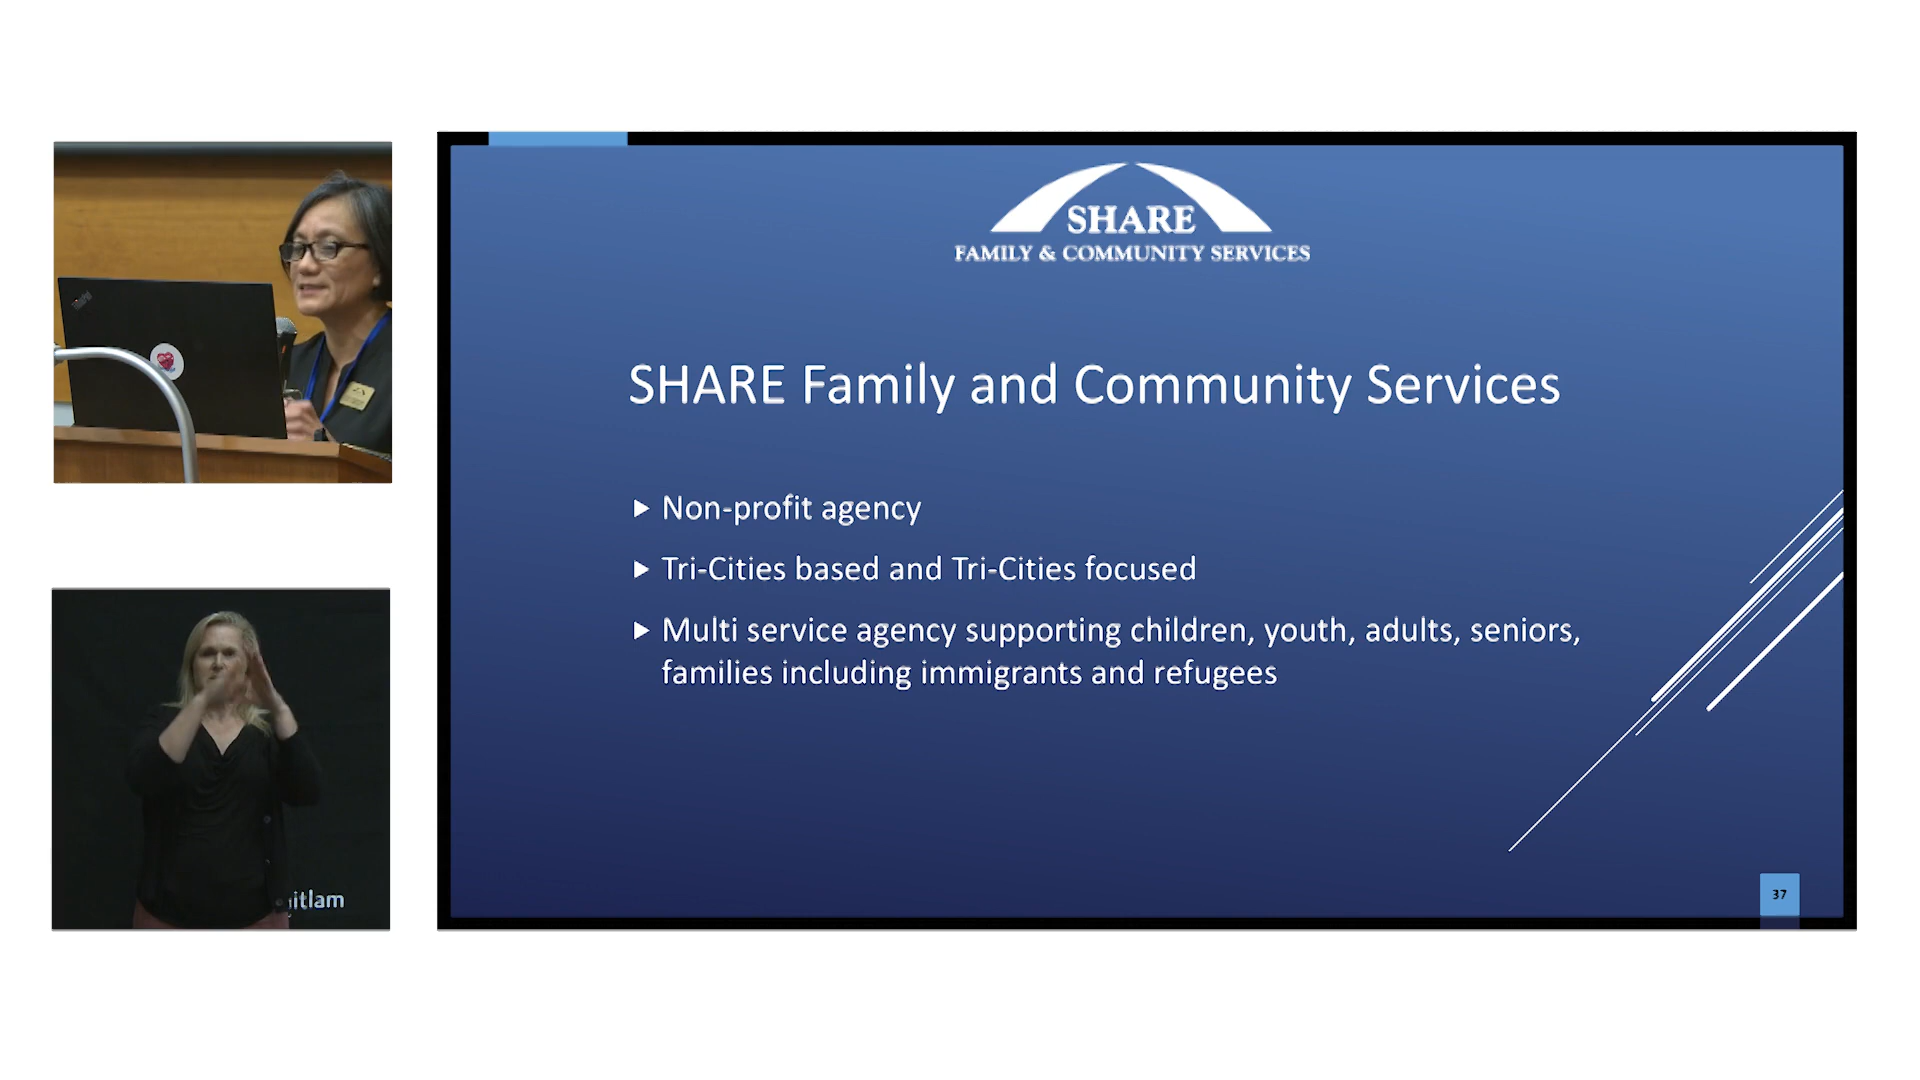 SHARE
FAMILY & COMMUNITY SERVICES
SHARE Family and Community Services
Non-profit agency
Tri-Cities based and Tri-Cities focused
Multi service agency supporting children, youth, adults, seniors,
families including immigrants and refugees
37
itlam